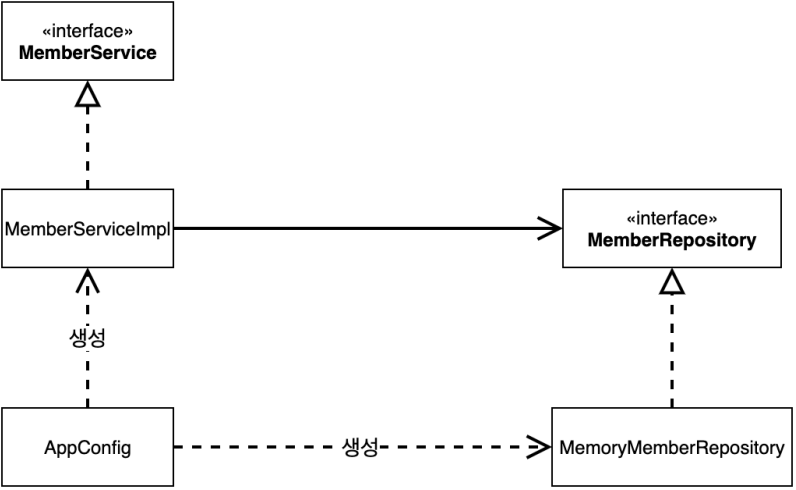 «interface»
MemberService
MemberServiceImpl
«interface»
MemberRepository
생성
AppConfig
생성
MemoryMemberRepository